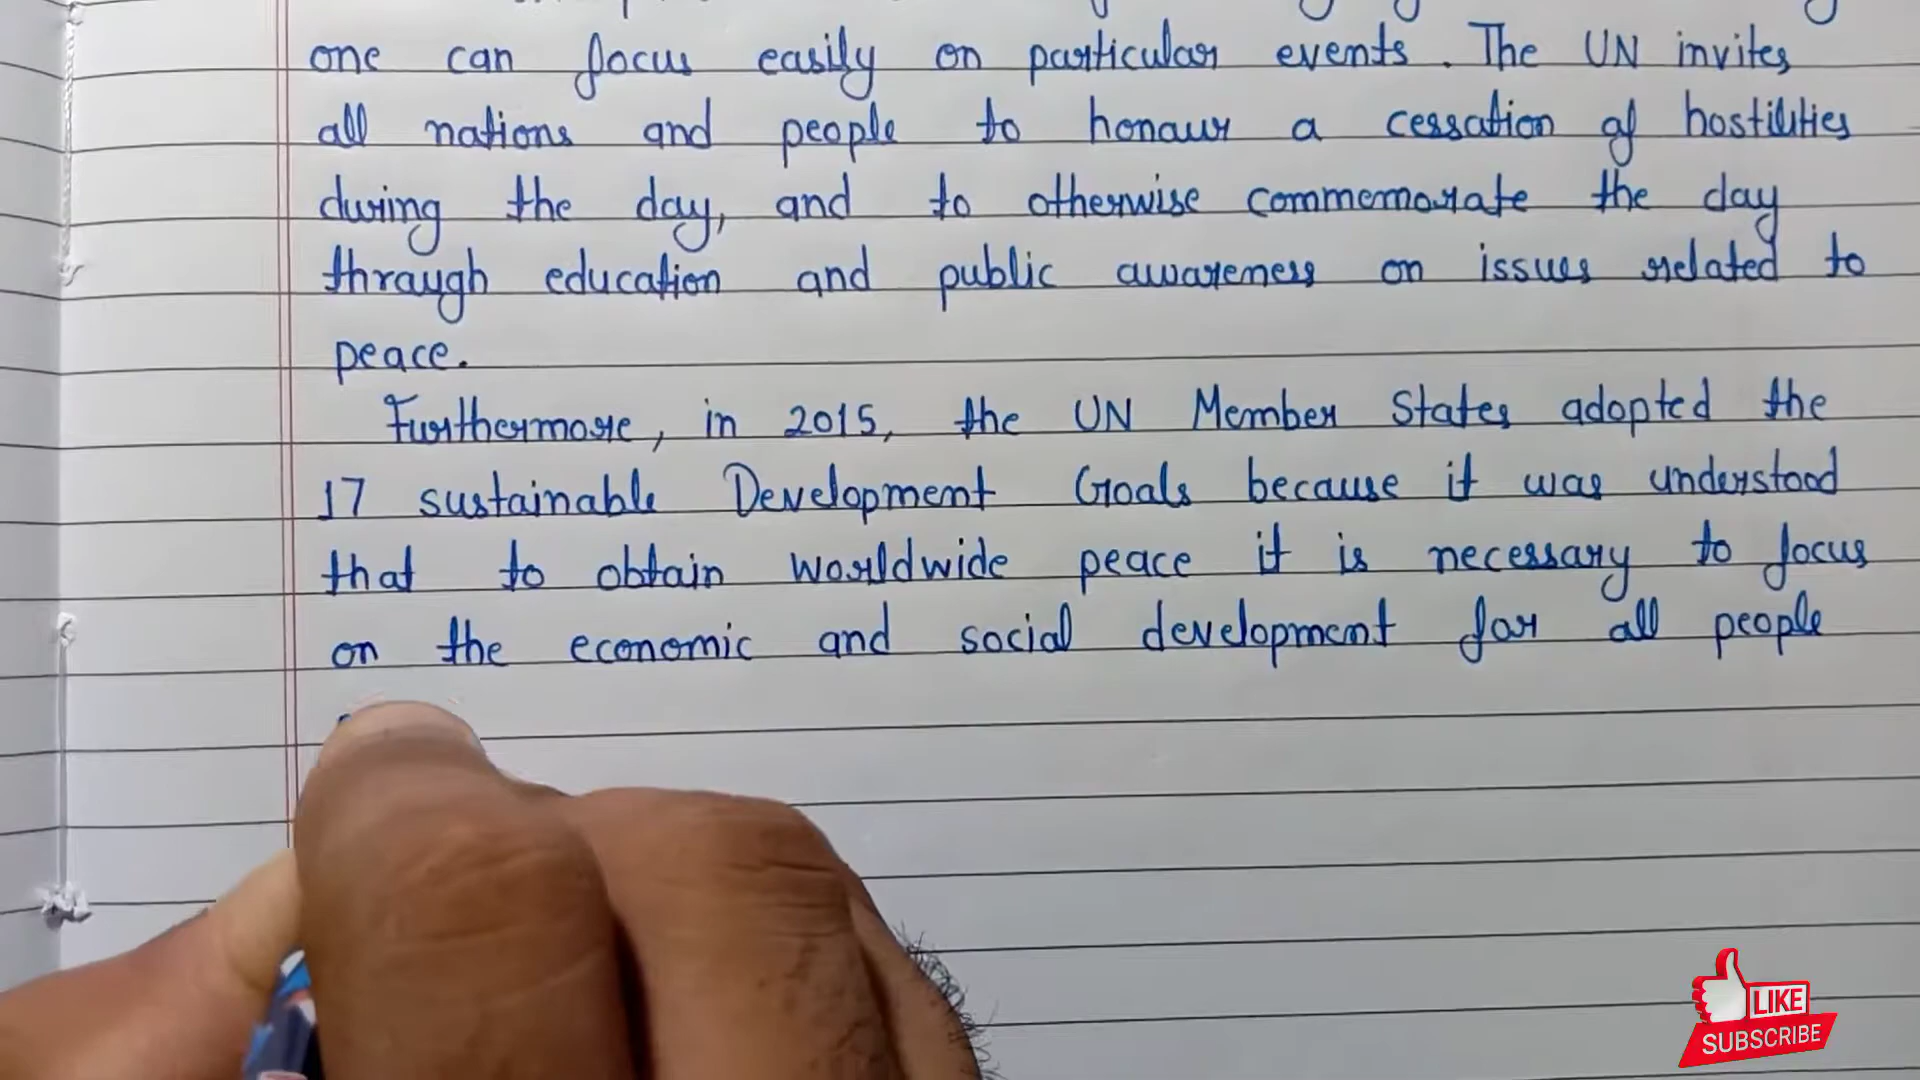 one can focus easily on particular events. The UN invites
all nations and people to honour a cessation of hostilities
during the day, and to otherwise commemorate the day
through education and public awareness on issues related to
peace.
Furthermore, in 2015, the UN Member States adopted the
17 sustainable Development Goals because it was understood
that to obtain worldwide peace it is necessary to focus
on the economic and social development for all people
LIKE
SUBSCRIBE